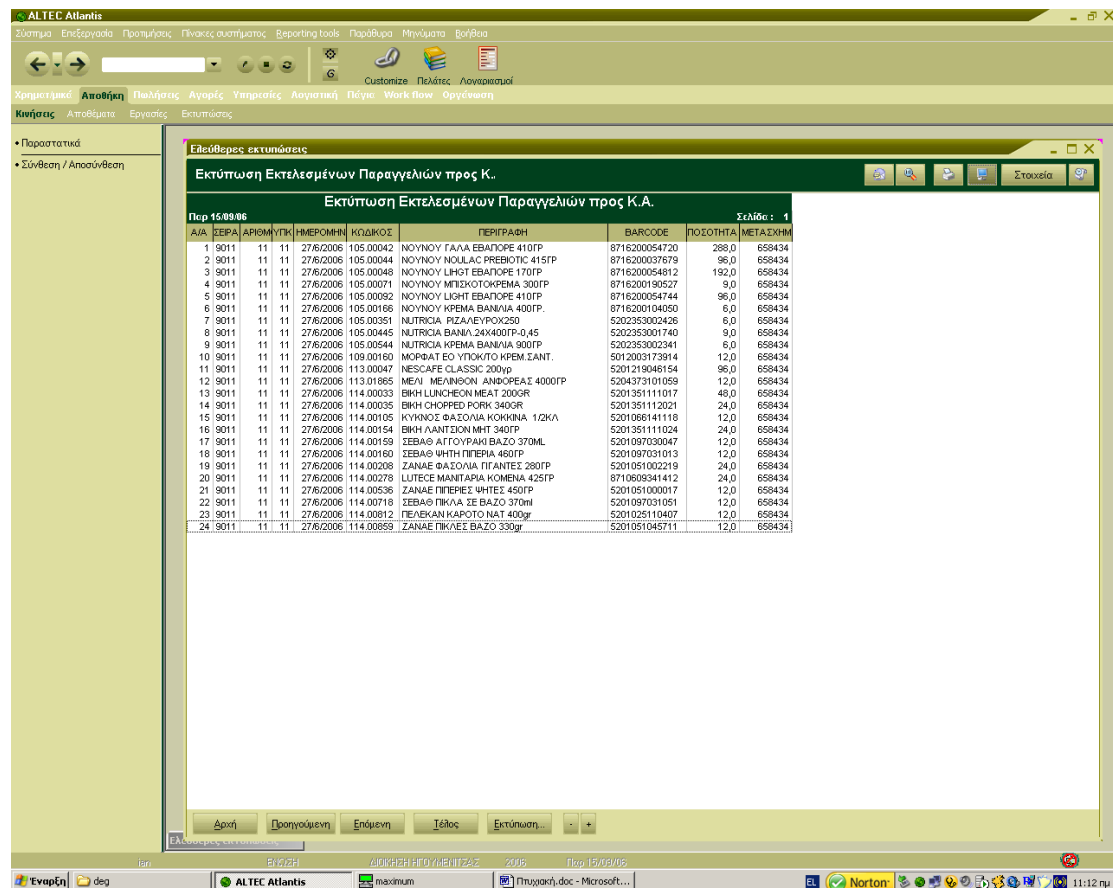 ALTEC Atlantis
Σύστημα Επεξεργασία Προτιμήσεις Πίνακες συστήματος Reporting tools Παράθυρα Μηνύματα Βοήθεια
Customize Πελάτες Λογαριασμοί
Χρηματ/μικά Αποθήκη Πωλήσεις Αγορές Υπηρεσίες Λογιστική Πάγια Work flow Οργάνωση
Κινήσεις Αποθέματα Εργασίες Εκτυπώσεις
Παραστατικά
Σύνθεση / Αποσύνθεση
Ελεύθερες εκτυπώσεις
Εκτύπωση Εκτελεσμένων Παραγγελιών προς Κ..
Στοιχεία
Εκτύπωση Εκτελεσμένων Παραγγελιών προς Κ.Α.
Παρ 15/09/06 Σελίδα : 1
Α/Α ΣΕΙΡΑ ΑΡΙΘΜ ΥΠΚ ΗΜΕΡΟΜΗΝ ΚΩΔΙΚΟΣ ΠΕΡΙΓΡΑΦΗ BARCODE ΠΟΣΟΤΗΤΑ ΜΕΤΑΣΧΗΜ
1 9011 11 11 27/6/2006 105.00042 ΝΟΥΝΟΥ ΓΑΛΑ ΕΒΑΠΟΡΕ 410ΓΡ 8716200054720 288,0 658434
2 9011 11 11 27/6/2006 105.00044 ΝΟΥΝΟΥ NOULAC PREBIOTIC 415ΓΡ 8716200037679 96,0 658434
3 9011 11 11 27/6/2006 105.00048 ΝΟΥΝΟΥ LIHGT ΕΒΑΠΟΡΕ 170ΓΡ 8716200054812 192,0 658434
4 9011 11 11 27/6/2006 105.00071 ΝΟΥΝΟΥ ΜΠΙΣΚΟΤΟΚΡΕΜΑ 300ΓΡ 8716200190527 9,0 658434
5 9011 11 11 27/6/2006 105.00092 ΝΟΥΝΟΥ LIGHT ΕΒΑΠΟΡΕ 410ΓΡ 8716200054744 96,0 658434
6 9011 11 11 27/6/2006 105.00166 ΝΟΥΝΟΥ ΚΡΕΜΑ ΒΑΝΙΛΙΑ 400ΓΡ. 8716200104050 6,0 658434
7 9011 11 11 27/6/2006 105.00351 NUTRICIA ΡΙΖΑΛΕΥΡΟΧ250 5202353002426 6,0 658434
8 9011 11 11 27/6/2006 105.00445 NUTRICIA ΒΑΝΙΛ.24Χ400ΓΡ-0,45 5202353001740 9,0 658434
9 9011 11 11 27/6/2006 105.00544 NUTRICIA ΚΡΕΜΑ ΒΑΝΙΛΙΑ 900ΓΡ 5202353002341 6,0 658434
10 9011 11 11 27/6/2006 109.00160 ΜΟΡΦΑΤ ΕΟ ΥΠΟΚ/ΤΟ ΚΡΕΜ.ΣΑΝΤ. 5012003173914 12,0 658434
11 9011 11 11 27/6/2006 113.00047 NESCAFE CLASSIC 200γρ 5201219046154 96,0 658434
12 9011 11 11 27/6/2006 113.01865 ΜΕΛΙ ΜΕΛΙΝΘΟΝ ΑΝΦΟΡΕΑΣ 4000ΓΡ 5204373101059 12,0 658434
13 9011 11 11 27/6/2006 114.00033 ΒΙΚΗ LUNCHEON MEAT 200GR 5201351111017 48,0 658434
14 9011 11 11 27/6/2006 114.00035 ΒΙΚΗ CHOPPED PORK 340GR 5201351112021 24,0 658434
15 9011 11 11 27/6/2006 114.00105 ΚΥΚΝΟΣ ΦΑΣΟΛΙΑ ΚΟΚΚΙΝΑ 1/2ΚΛ 5201066141118 12,0 658434
16 9011 11 11 27/6/2006 114.00154 ΒΙΚΗ ΛΑΝΤΣΙΟΝ ΜΗΤ 340ΓΡ 5201351111024 24,0 658434
17 9011 11 11 27/6/2006 114.00159 ΣΕΒΑΘ ΑΓΓΟΥΡΑΚΙ ΒΑΖΟ 370ML 5201097030047 12,0 658434
18 9011 11 11 27/6/2006 114.00160 ΣΕΒΑΘ ΨΗΤΗ ΠΙΠΕΡΙΑ 460ΓΡ 5201097031013 12,0 658434
19 9011 11 11 27/6/2006 114.00208 ΖΑΝΑΕ ΦΑΣΟΛΙΑ ΓΙΓΑΝΤΕΣ 280ΓΡ 5201051002219 24,0 658434
20 9011 11 11 27/6/2006 114.00278 LUTECE ΜΑΝΙΤΑΡΙΑ ΚΟΜΕΝΑ 425ΓΡ 8710609341412 24,0 658434
21 9011 11 11 27/6/2006 114.00536 ΖΑΝΑΕ ΠΙΠΕΡΙΕΣ ΨΗΤΕΣ 450ΓΡ 5201051000017 12,0 658434
22 9011 11 11 27/6/2006 114.00718 ΣΕΒΑΘ ΠΙΚΛΑ ΣΕ ΒΑΖΟ 370ml 5201097031051 12,0 658434
23 9011 11 11 27/6/2006 114.00812 ΠΕΛΕΚΑΝ ΚΑΡΟΤΟ ΝΑΤ 400gr 5201025110407 12,0 658434
24 9011 11 11 27/6/2006 114.00859 ΖΑΝΑΕ ΠΙΚΛΕΣ ΒΑΖΟ 330gr 5201051045711 12,0 658434
Αρχή Προηγούμενη Επόμενη Τέλος Εκτύπωση... - +
Ελεύθερες εκτυπώσεις
fan ΕΝΩΣΗ ΔΙΟΙΚΗΣΗ ΗΓΟΥΜΕΝΙΤΣΑΣ 2006 Παρ 15/09/06
Έναρξη deg ALTEC Atlantis maximum Πτυχιακή.doc - Microsoft... EL Norton 11:12 πμ